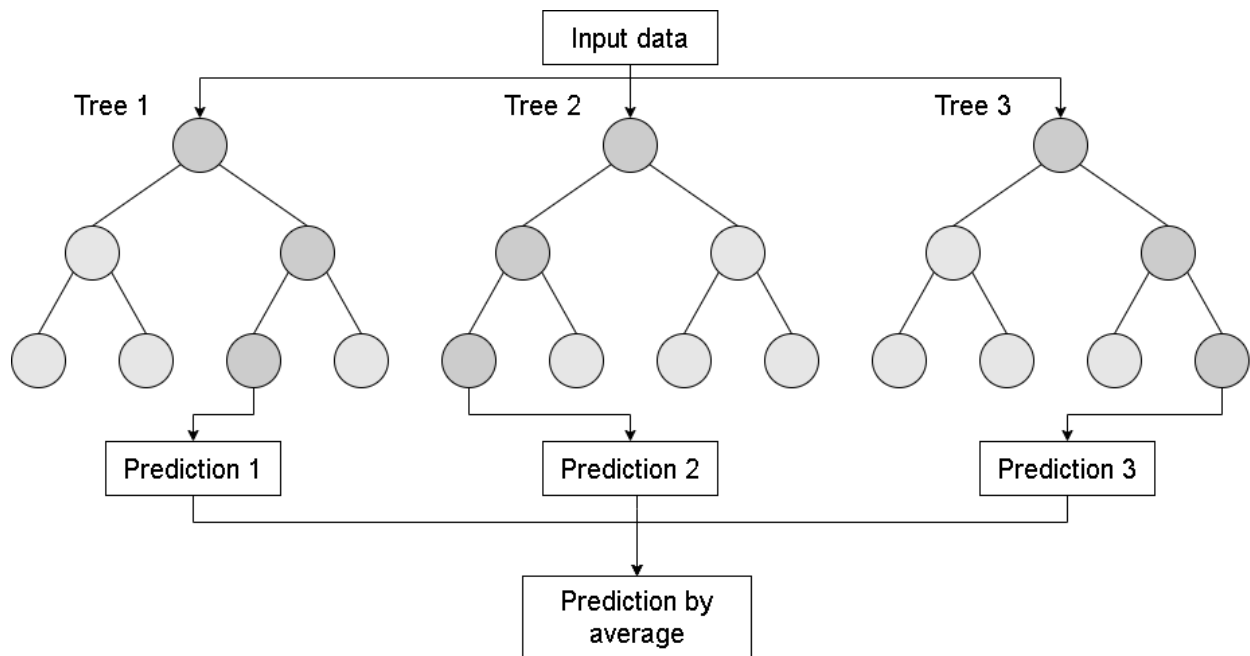 Input data
Tree 1
Tree 2
Tree 3
Prediction 1
Prediction 2
Prediction 3
Prediction by
average